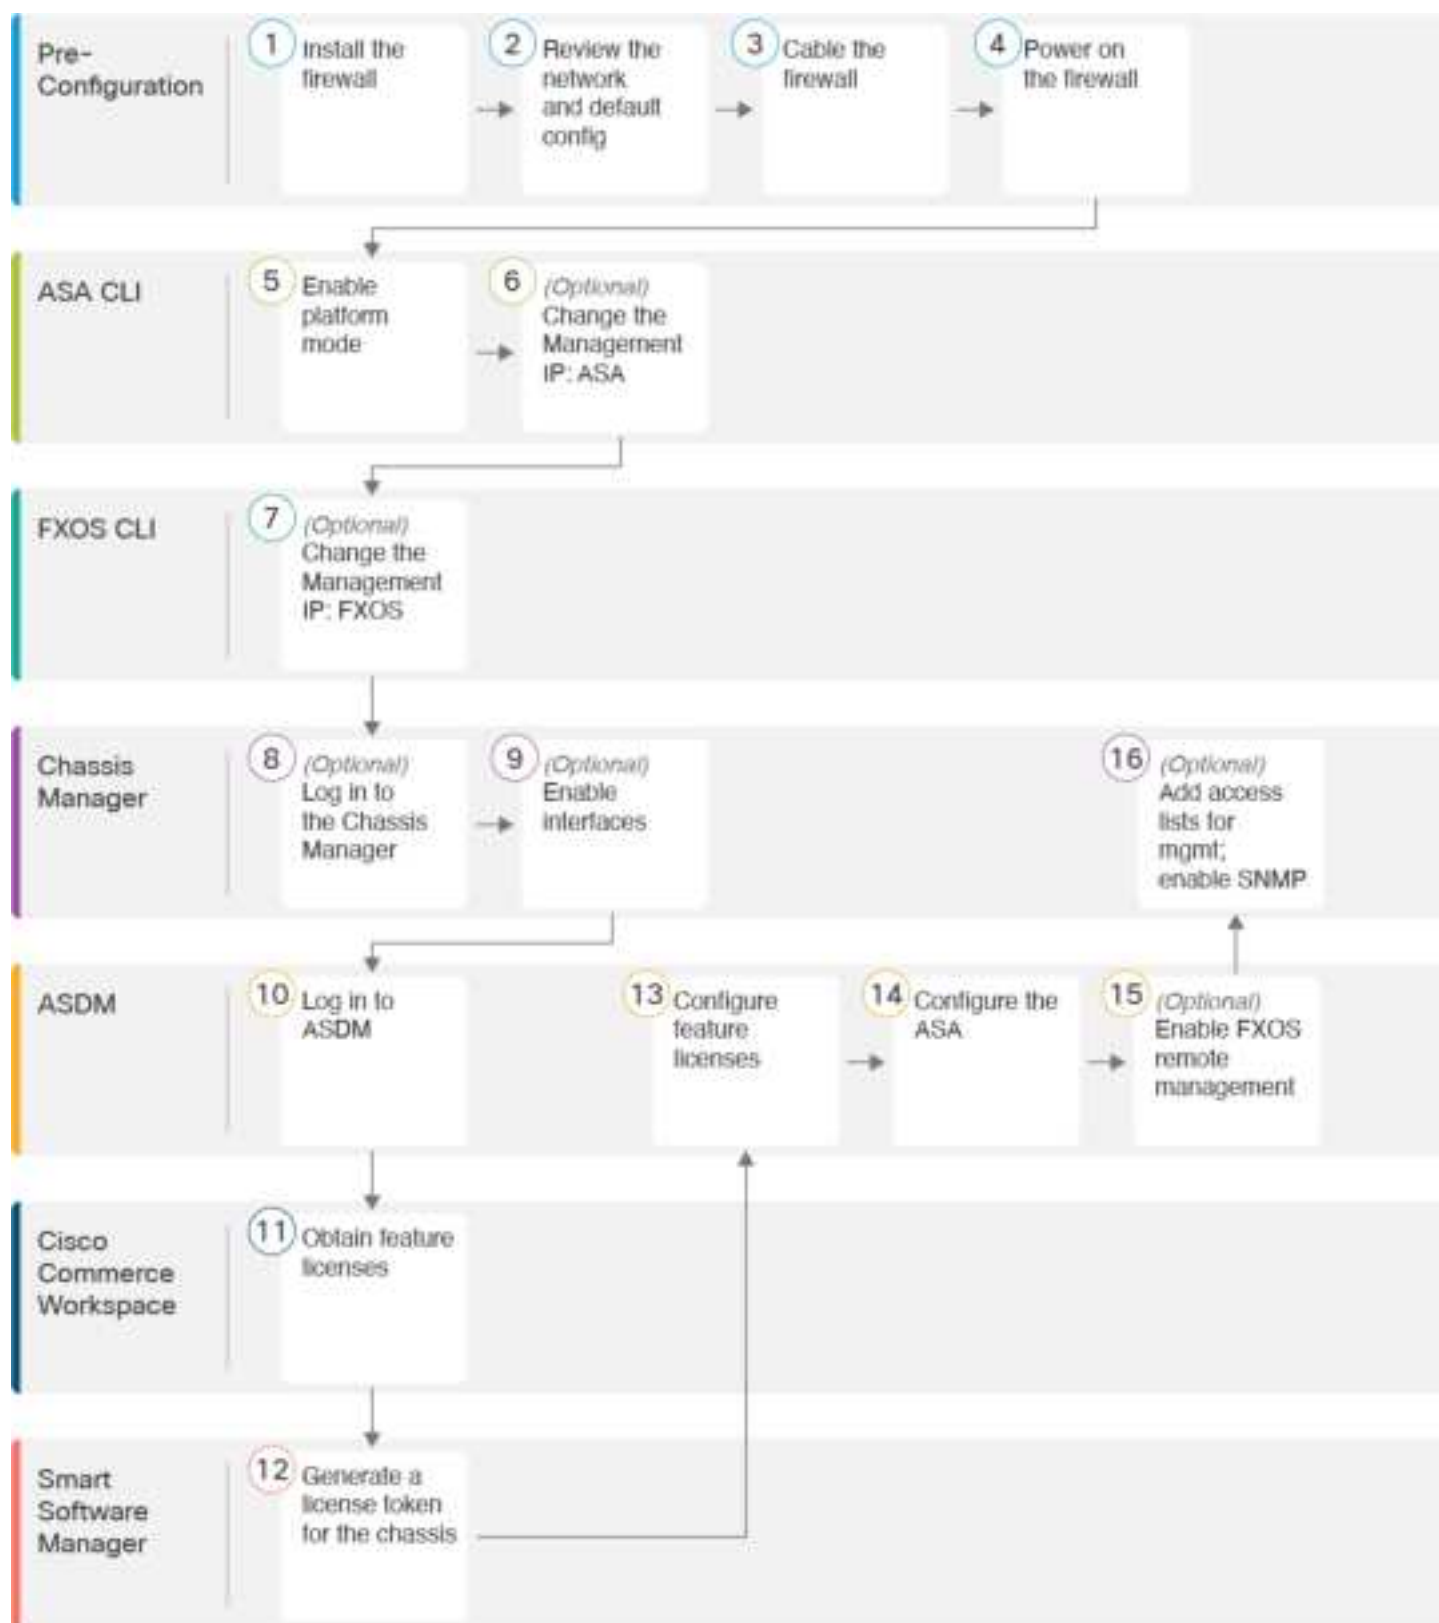 Pre-
Configuration
1
Install the
firewall
2
Review the
network
and default
config
3
Cable the
firewall
4
Power on
the firewall
ASA CLI
5
Enable
platform
mode
6
(Optional)
Change the
Management
IP: ASA
FXOS CLI
7
(Optional)
Change the
Management
IP: FXOS
Chassis
Manager
8
(Optional)
Log in to
the Chassis
Manager
9
(Optional)
Enable
interfaces
16
(Optional)
Add access
lists for
mgmt;
enable SNMP
ASDM
10
Log in to
ASDM
13
Configure
feature
licenses
14
Configure the
ASA
15
(Optional)
Enable FXOS
remote
management
Cisco
Commerce
Workspace
11
Obtain feature
licenses
Smart
Software
Manager
12
Generate a
license token
for the chassis